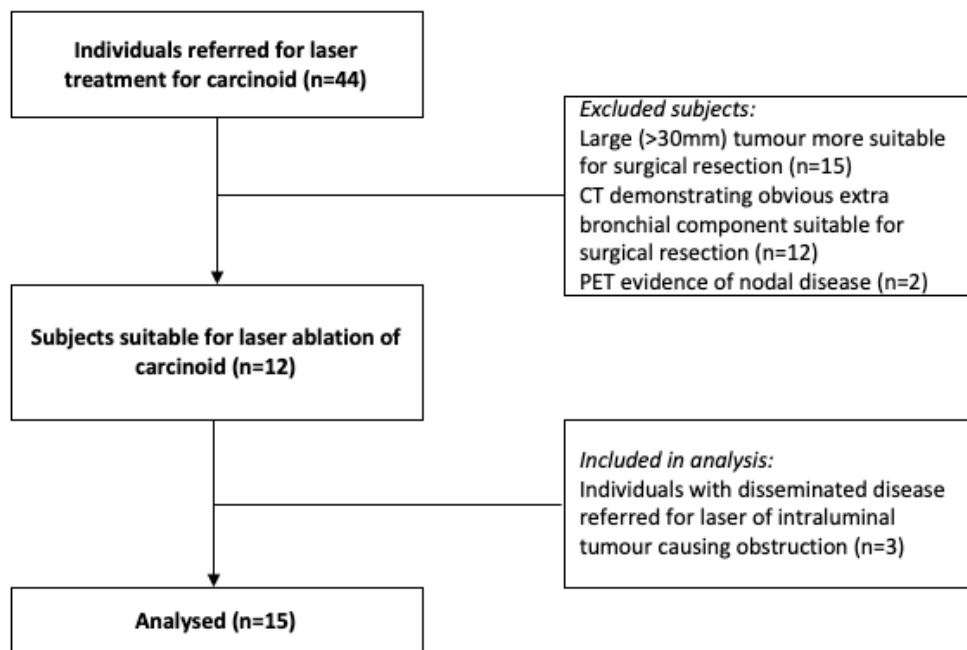 Individuals referred for laser
treatment for carcinoid (n=44)
Excluded subjects:
Large (>30mm) tumour more suitable
for surgical resection (n=15)
CT demonstrating obvious extra
bronchial component suitable for
surgical resection (n=12)
PET evidence of nodal disease (n=2)
Subjects suitable for laser ablation of
carcinoid (n=12)
Included in analysis:
Individuals with disseminated disease
referred for laser of intraluminal
tumour causing obstruction (n=3)
Analysed (n=15)